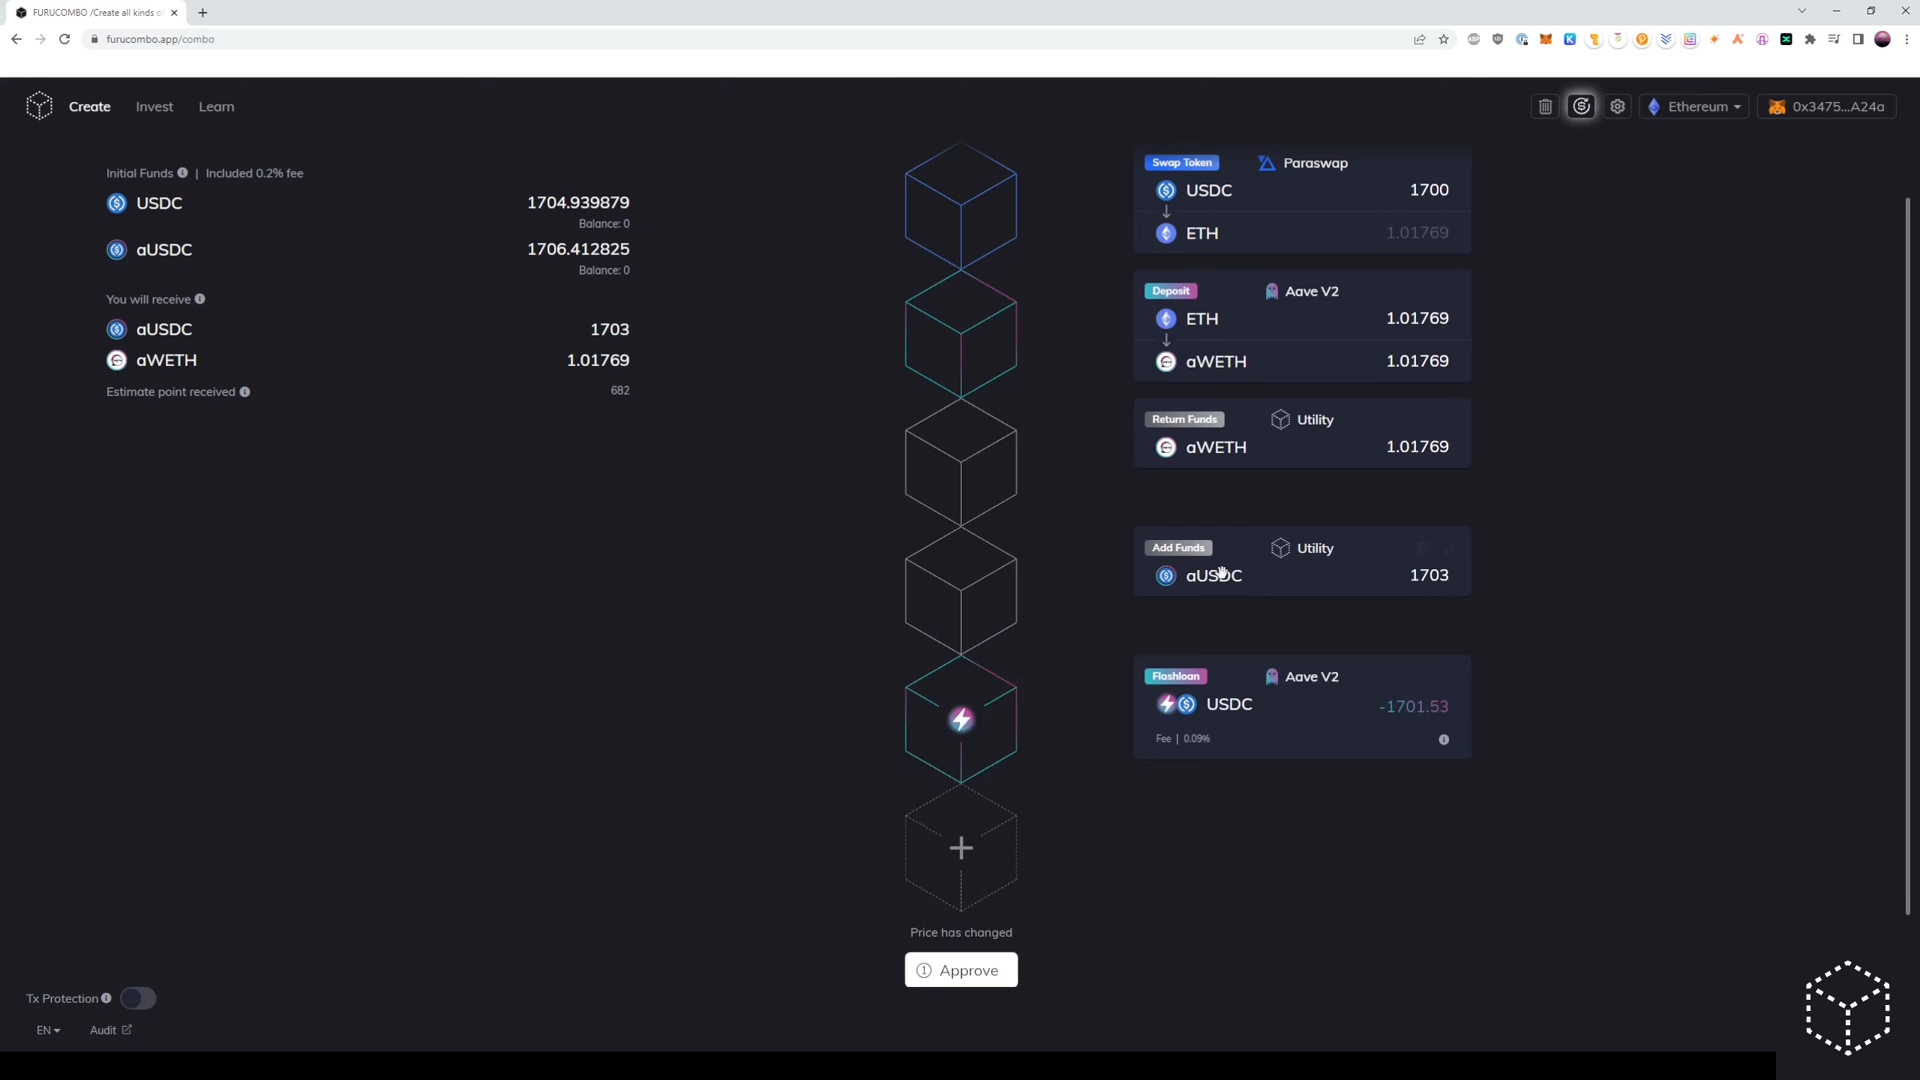 FURUCOMBO /Create all kinds o
furucombo.app/combo
Create
Invest
Learn
Ethereum
0x3475...A24a
Initial Funds | Included 0.2% fee
USDC 1704.939879
Balance: 0
aUSDC 1706.412825
Balance: 0
You will receive
aUSDC 1703
aWETH 1.01769
Estimate point received 682
Swap Token Paraswap
USDC 1700
ETH 1.01769
Deposit Aave V2
ETH 1.01769
aWETH 1.01769
Return Funds Utility
aWETH 1.01769
Add Funds Utility
aUSDC 1703
Flashloan Aave V2
USDC -1701.53
Fee | 0.09%
Price has changed
1 Approve
Tx Protection
EN
Audit